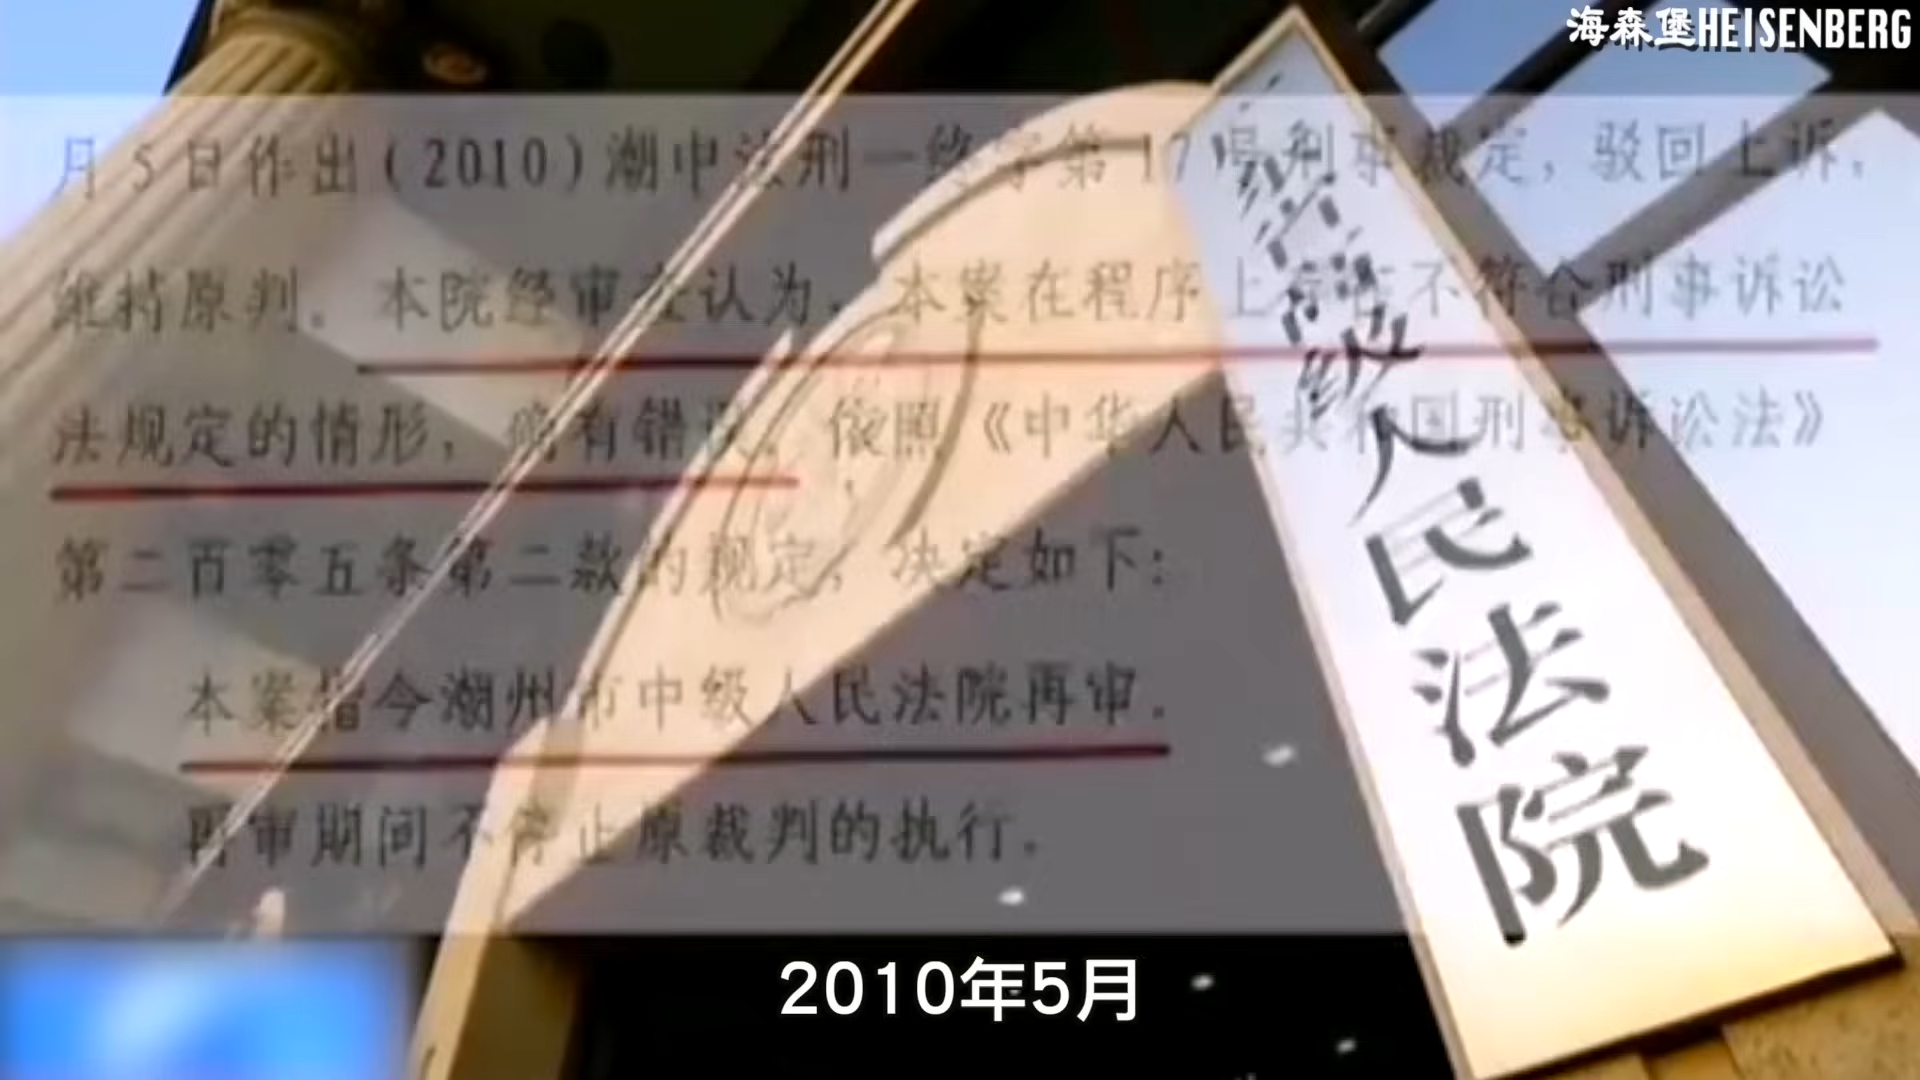 海森堡HEISENBERG
月5日作出(2010)潮中法刑一终字第17号刑事裁定，驳回上诉，
维持原判。本院经审查认为，本案在程序上存在不符合刑事诉讼
法规定的情形，确有错误。依照《中华人民共和国刑事诉讼法》
第二百零五条第二款的规定，决定如下：
本案指令潮州市中级人民法院再审。
再审期间不停止原裁判的执行。
高级人民法院
2010年5月